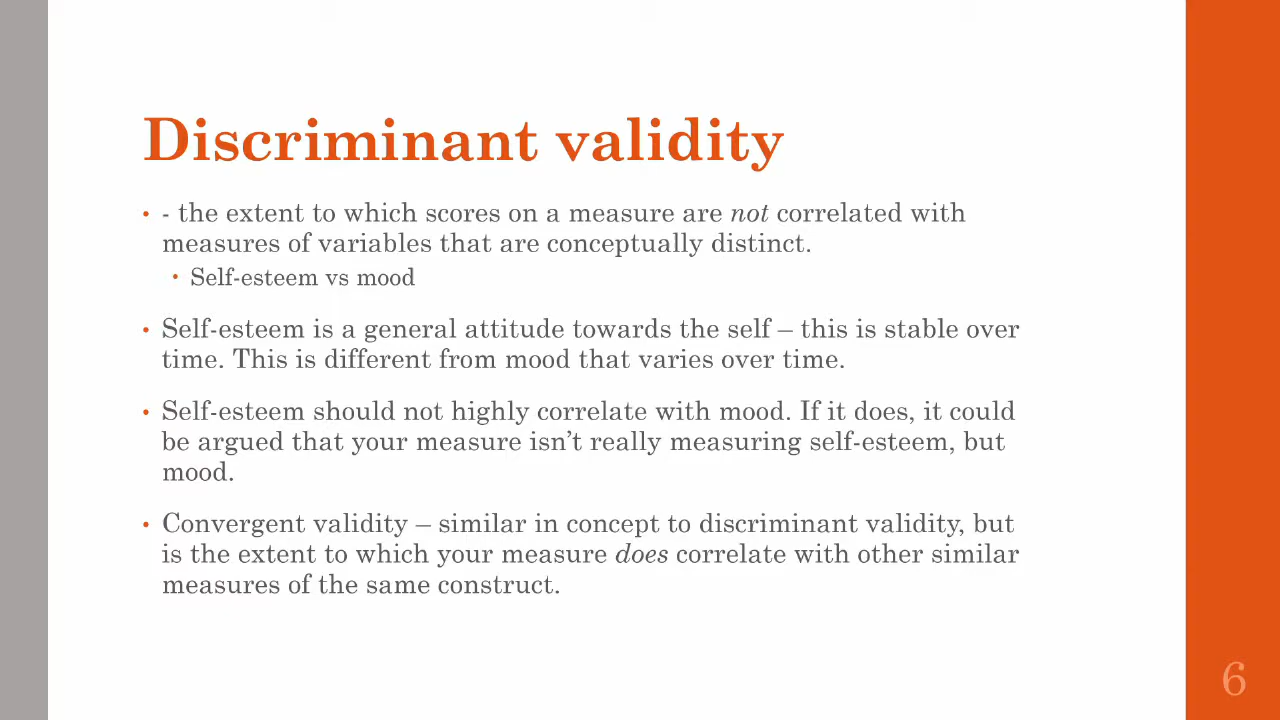 Discriminant validity
• - the extent to which scores on a measure are not correlated with
measures of variables that are conceptually distinct.
• Self-esteem vs mood
• Self-esteem is a general attitude towards the self – this is stable over
time. This is different from mood that varies over time.
• Self-esteem should not highly correlate with mood. If it does, it could
be argued that your measure isn’t really measuring self-esteem, but
mood.
• Convergent validity – similar in concept to discriminant validity, but
is the extent to which your measure does correlate with other similar
measures of the same construct.
6